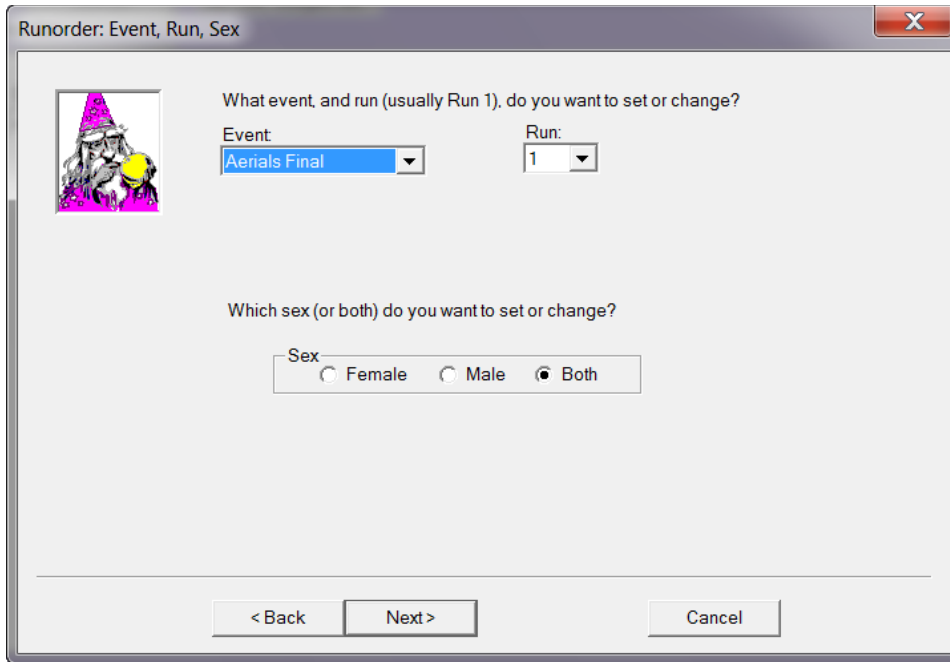 Runorder: Event, Run, Sex
What event, and run (usually Run 1), do you want to set or change?
Event: Run:
Aerials Final 1
Which sex (or both) do you want to set or change?
Sex
Female Male Both
< Back Next > Cancel